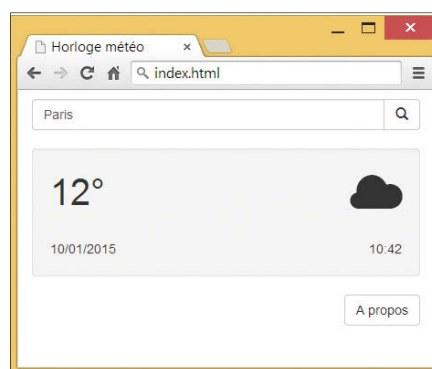 Horloge météo
index.html
Paris
12°
10/01/2015 10:42
A propos